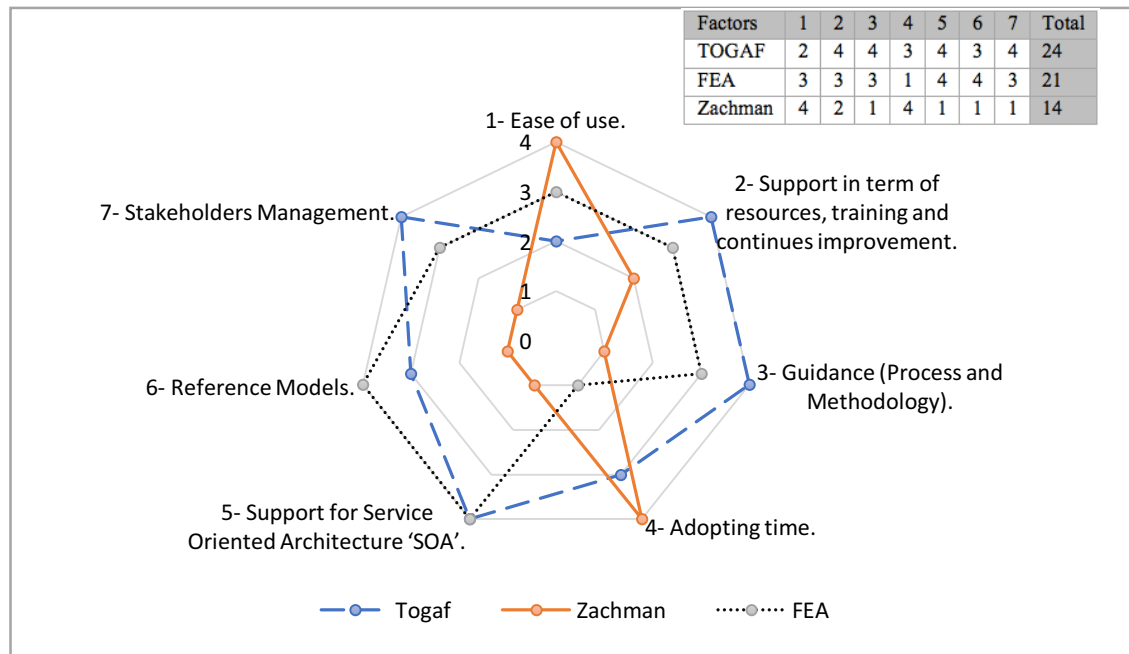 Factors 1 2 3 4 5 6 7 Total
TOGAF 2 4 4 3 4 3 4 24
FEA 3 3 3 1 4 4 3 21
Zachman 4 2 1 4 1 1 1 14
1- Ease of use.
4
3
2
1
0
2- Support in term of
resources, training and
continues improvement.
3- Guidance (Process and
Methodology).
4- Adopting time.
5- Support for Service
Oriented Architecture ‘SOA’.
6- Reference Models.
7- Stakeholders Management.
Togaf Zachman FEA